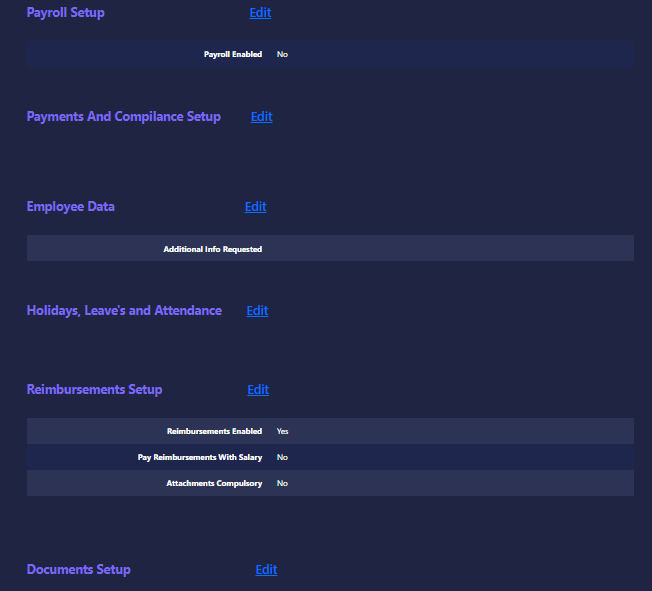 Payroll Setup Edit
Payroll Enabled No
Payments And Compilance Setup Edit
Employee Data Edit
Additional Info Requested
Holidays, Leave's and Attendance Edit
Reimbursements Setup Edit
Reimbursements Enabled Yes
Pay Reimbursements With Salary No
Attachments Compulsory No
Documents Setup Edit